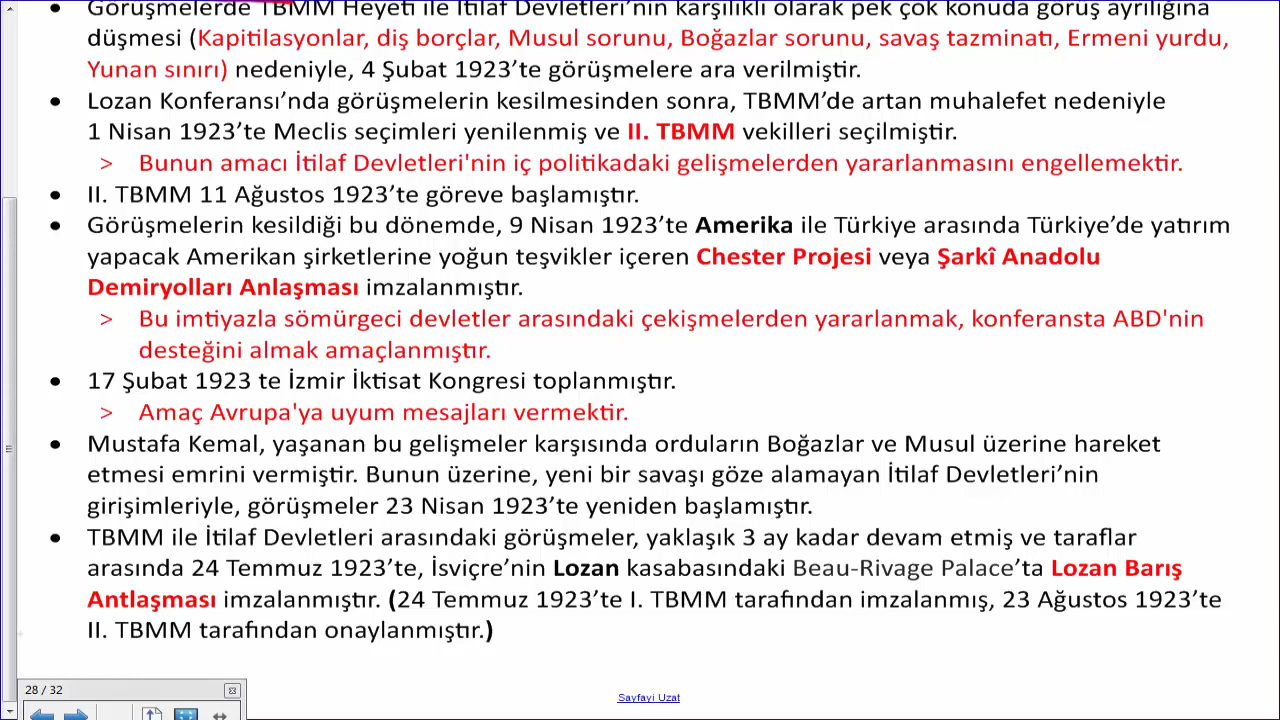 Görüşmelerde TBMM Heyeti ile İtilaf Devletleri’nin karşılıklı olarak pek çok konuda görüş ayrılığına
düşmesi (Kapitilasyonlar, diş borçlar, Musul sorunu, Boğazlar sorunu, savaş tazminatı, Ermeni yurdu,
Yunan sınırı) nedeniyle, 4 Şubat 1923’te görüşmelere ara verilmiştir.
• Lozan Konferansı’nda görüşmelerin kesilmesinden sonra, TBMM’de artan muhalefet nedeniyle
1 Nisan 1923’te Meclis seçimleri yenilenmiş ve II. TBMM vekilleri seçilmiştir.
> Bunun amacı İtilaf Devletleri'nin iç politikadaki gelişmelerden yararlanmasını engellemektir.
• II. TBMM 11 Ağustos 1923’te göreve başlamıştır.
• Görüşmelerin kesildiği bu dönemde, 9 Nisan 1923’te Amerika ile Türkiye arasında Türkiye’de yatırım
yapacak Amerikan şirketlerine yoğun teşvikler içeren Chester Projesi veya Şarkî Anadolu
Demiryolları Anlaşması imzalanmıştır.
> Bu imtiyazla sömürgeci devletler arasındaki çekişmelerden yararlanmak, konferansta ABD'nin
desteğini almak amaçlanmıştır.
• 17 Şubat 1923 te İzmir İktisat Kongresi toplanmıştır.
> Amaç Avrupa'ya uyum mesajları vermektir.
• Mustafa Kemal, yaşanan bu gelişmeler karşısında orduların Boğazlar ve Musul üzerine hareket
etmesi emrini vermiştir. Bunun üzerine, yeni bir savaşı göze alamayan İtilaf Devletleri’nin
girişimleriyle, görüşmeler 23 Nisan 1923’te yeniden başlamıştır.
• TBMM ile İtilaf Devletleri arasındaki görüşmeler, yaklaşık 3 ay kadar devam etmiş ve taraflar
arasında 24 Temmuz 1923’te, İsviçre’nin Lozan kasabasındaki Beau-Rivage Palace’ta Lozan Barış
Antlaşması imzalanmıştır. (24 Temmuz 1923’te I. TBMM tarafından imzalanmış, 23 Ağustos 1923’te
II. TBMM tarafından onaylanmıştır.)
28 / 32
Sayfayi Uzat